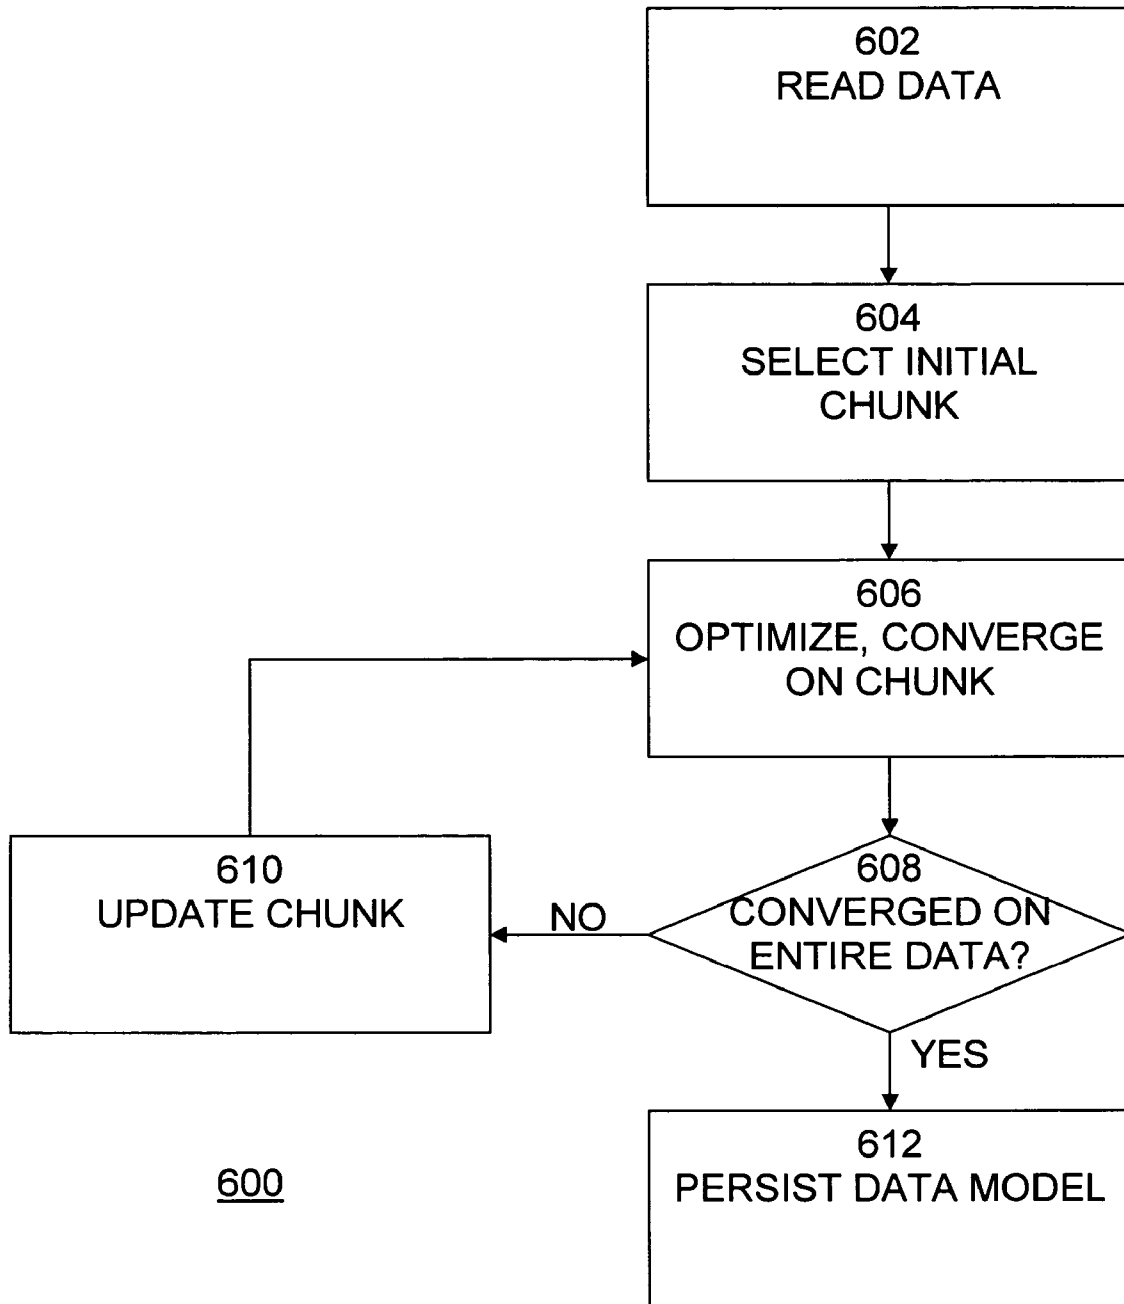 602
READ DATA
604
SELECT INITIAL
CHUNK
606
OPTIMIZE, CONVERGE
ON CHUNK
608
CONVERGED ON
ENTIRE DATA?
NO
610
UPDATE CHUNK
YES
612
PERSIST DATA MODEL
600